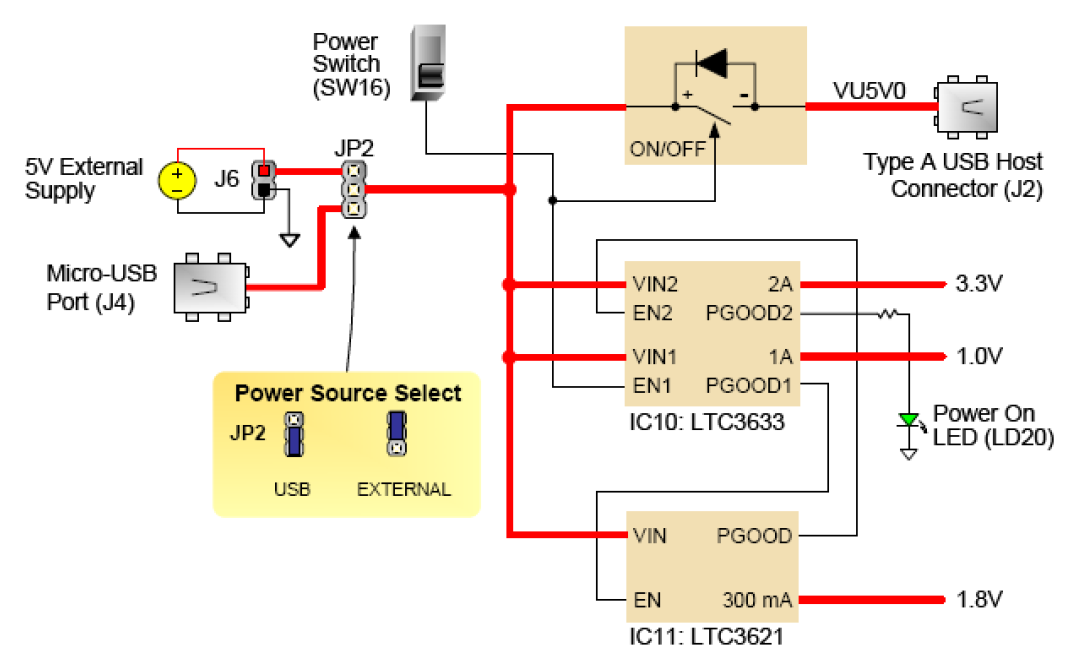 Power
Switch
(SW16)
JP2
5V External
Supply
+
−
J6
Micro-USB
Port (J4)
Power Source Select
JP2
USB
EXTERNAL
+
-
ON/OFF
VU5V0
Type A USB Host
Connector (J2)
VIN2
2A
3.3V
EN2
PGOOD2
VIN1
1A
1.0V
EN1
PGOOD1
IC10: LTC3633
Power On
LED (LD20)
VIN
PGOOD
EN
300 mA
1.8V
IC11: LTC3621